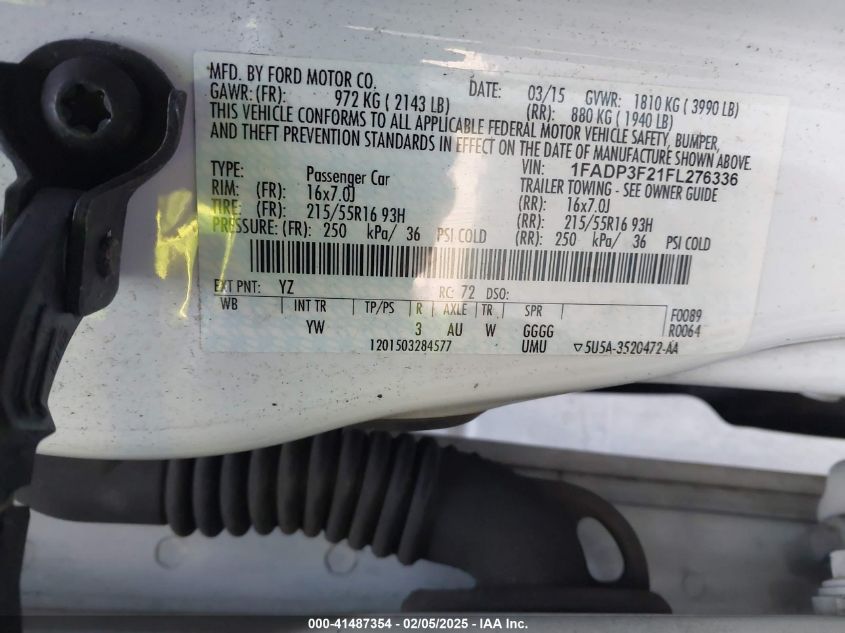 MFD. BY FORD MOTOR CO. DATE: 03/15 GVWR: 1810 KG ( 3990 LB)
GAWR: (FR): 972 KG ( 2143 LB) (RR): 880 KG ( 1940 LB)
THIS VEHICLE CONFORMS TO ALL APPLICABLE FEDERAL MOTOR VEHICLE SAFETY, BUMPER,
AND THEFT PREVENTION STANDARDS IN EFFECT ON THE DATE OF MANUFACTURE SHOWN ABOVE.
VIN: 1FADP3F21FL276336
TYPE: Passenger Car TRAILER TOWING - SEE OWNER GUIDE
RIM: (FR): 16x7.0J (RR): 16x7.0J
TIRE: (FR): 215/55R16 93H (RR): 215/55R16 93H
PRESSURE: (FR): 250 kPa/ 36 PSI COLD (RR): 250 kPa/ 36 PSI COLD
EXT PNT: YZ RC: 72 DSO:
WB INT TR TP/PS R AXLE TR SPR F0089
YW 3 AU W GGGG R0064
1201503284577 UMU ▽5U5A-3520472-AA
000-41487354 - 02/05/2025 - IAA Inc.